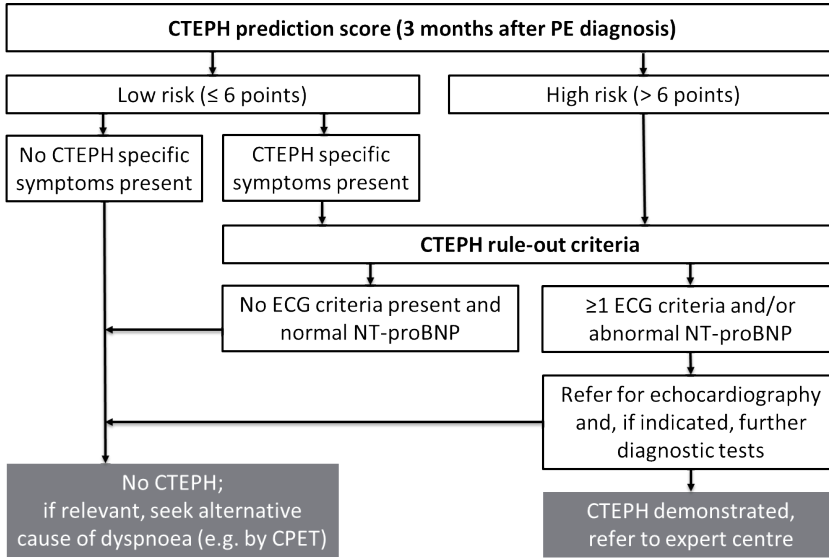 CTEPH prediction score (3 months after PE diagnosis)
Low risk (≤ 6 points)
High risk (> 6 points)
No CTEPH specific
symptoms present
CTEPH specific
symptoms present
CTEPH rule-out criteria
No ECG criteria present and
normal NT-proBNP
≥1 ECG criteria and/or
abnormal NT-proBNP
Refer for echocardiography
and, if indicated, further
diagnostic tests
No CTEPH;
if relevant, seek alternative
cause of dyspnoea (e.g. by CPET)
CTEPH demonstrated,
refer to expert centre